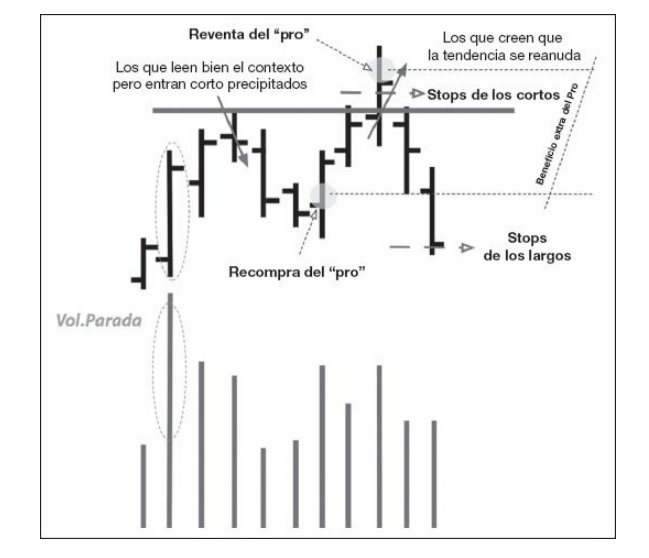 Reventa del “pro”
Los que creen que
la tendencia se reanuda
Los que leen bien el contexto
pero entran corto precipitados
Stops de los cortos
Beneficio extra del Pro
Recompra del “pro”
Stops
de los largos
Vol.Parada